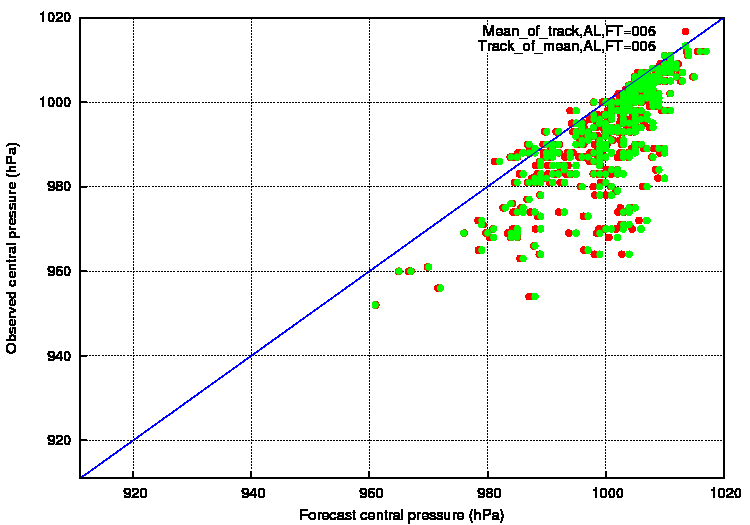 1020
Mean_of_track,AL,FT=006
Track_of_mean,AL,FT=006
1000
980
960
940
920
Observed central pressure (hPa)
920 940 960 980 1000 1020
Forecast central pressure (hPa)